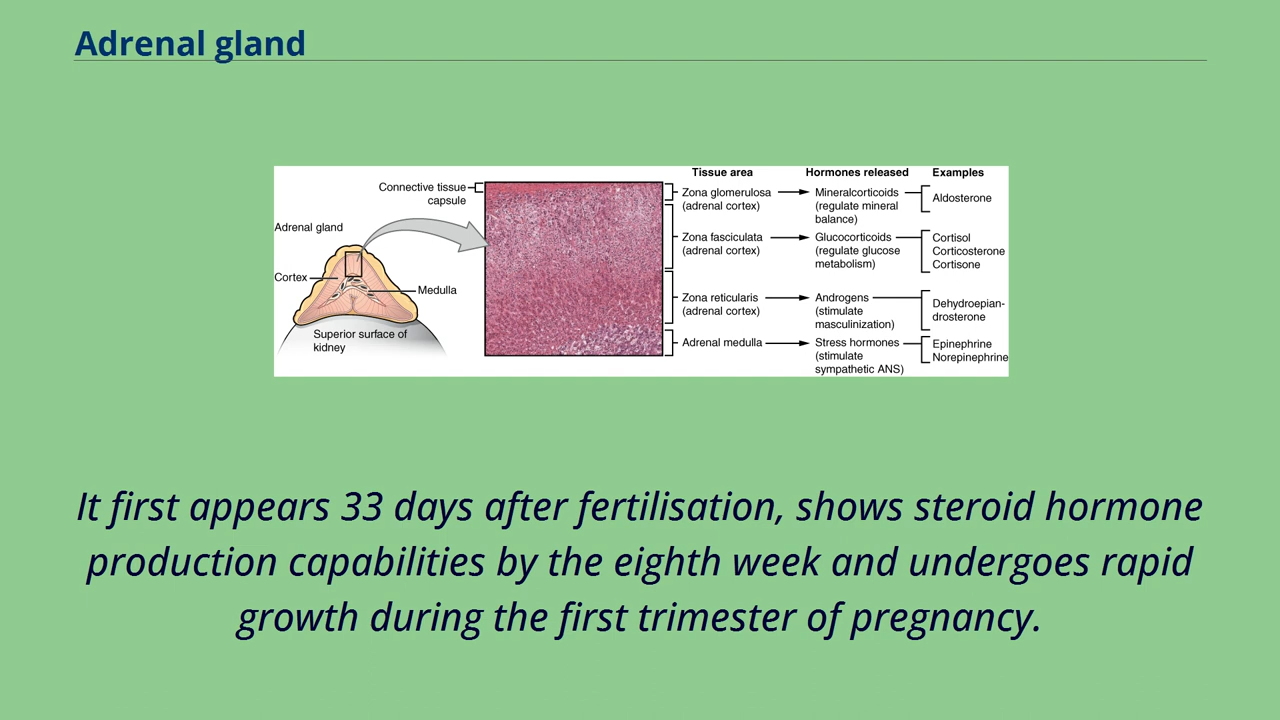 Adrenal gland
Tissue area Hormones released Examples
Connective tissue
capsule
Adrenal gland
Cortex
Medulla
Superior surface of
kidney
Zona glomerulosa
(adrenal cortex)
Mineralcorticoids
(regulate mineral
balance)
Aldosterone
Zona fasciculata
(adrenal cortex)
Glucocorticoids
(regulate glucose
metabolism)
Cortisol
Corticosterone
Cortisone
Zona reticularis
(adrenal cortex)
Androgens
(stimulate
masculinization)
Dehydroepian-
drosterone
Adrenal medulla
Stress hormones
(stimulate
sympathetic ANS)
Epinephrine
Norepinephrine
It first appears 33 days after fertilisation, shows steroid hormone
production capabilities by the eighth week and undergoes rapid
growth during the first trimester of pregnancy.